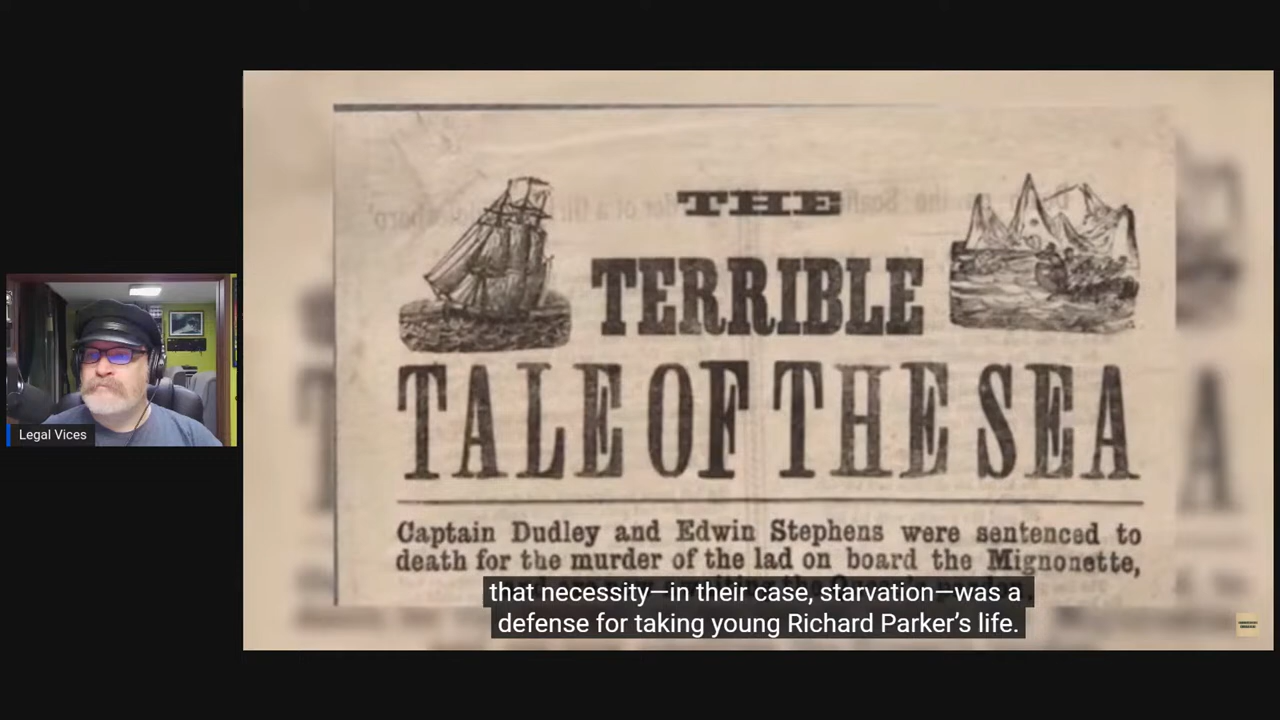 THE
TERRIBLE
TALE OF THE SEA
Captain Dudley and Edwin Stephens were sentenced to
death for the murder of the lad on board the Mignonette,
that necessity—in their case, starvation—was a
defense for taking young Richard Parker’s life.
Legal Vices